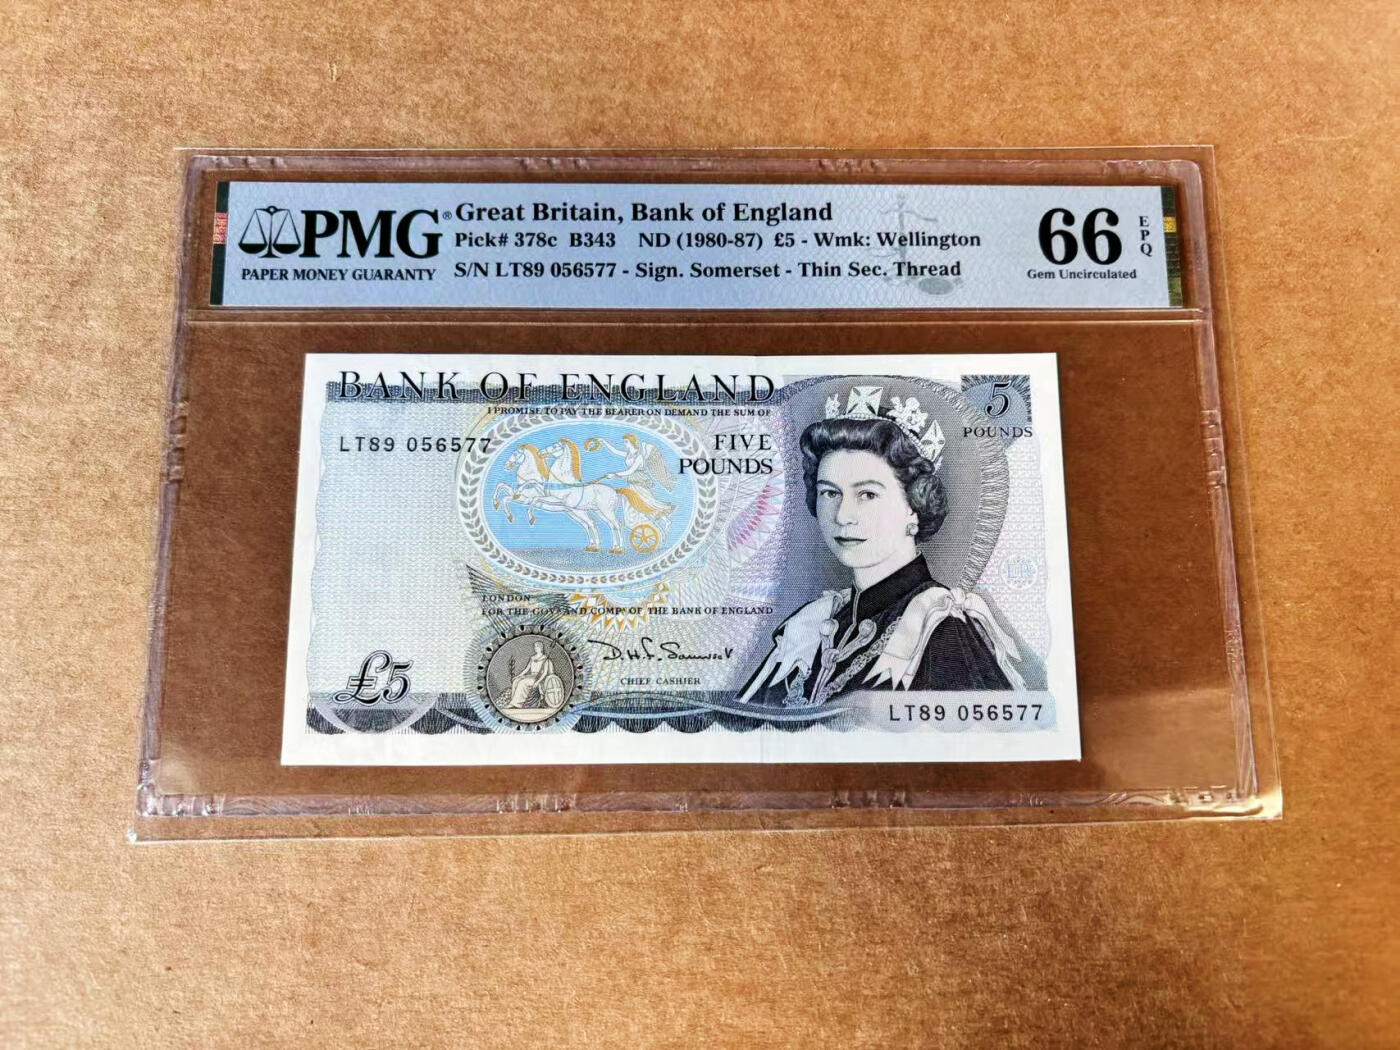 PMG®
PAPER MONEY GUARANTY
Great Britain, Bank of England
Pick# 378c B343 ND (1980-87) £5 - Wmk: Wellington
S/N LT89 056577 - Sign. Somerset - Thin Sec. Thread
66
EPQ
Gem Uncirculated
BANK OF ENGLAND
I PROMISE TO PAY THE BEARER ON DEMAND THE SUM OF
LT89 056577
FIVE
POUNDS
5
POUNDS
LONDON
FOR THE GOVR AND COMPA OF THE BANK OF ENGLAND
D.H.F. Somerset
CHIEF CASHIER
£5
LT89 056577